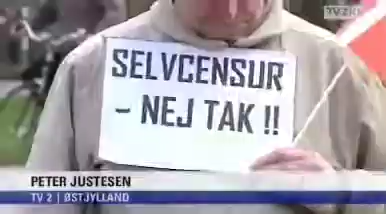 TV2
SELVCENSUR
- NEJ TAK !!
PETER JUSTESEN
TV 2 | ØSTJYLLAND